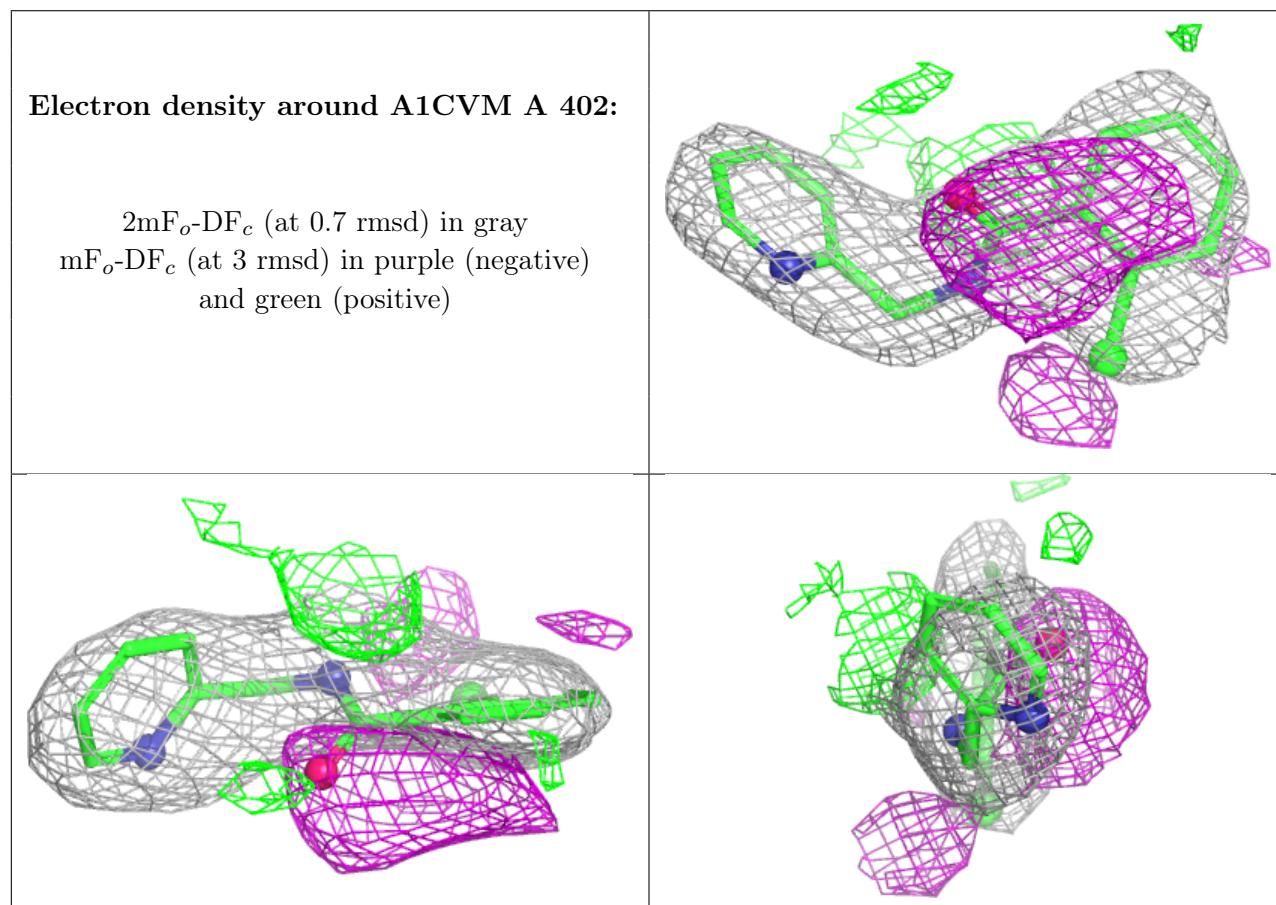 Electron density around A1CVM A 402:
2mFo-DFc (at 0.7 rmsd) in gray
mFo-DFc (at 3 rmsd) in purple (negative)
and green (positive)